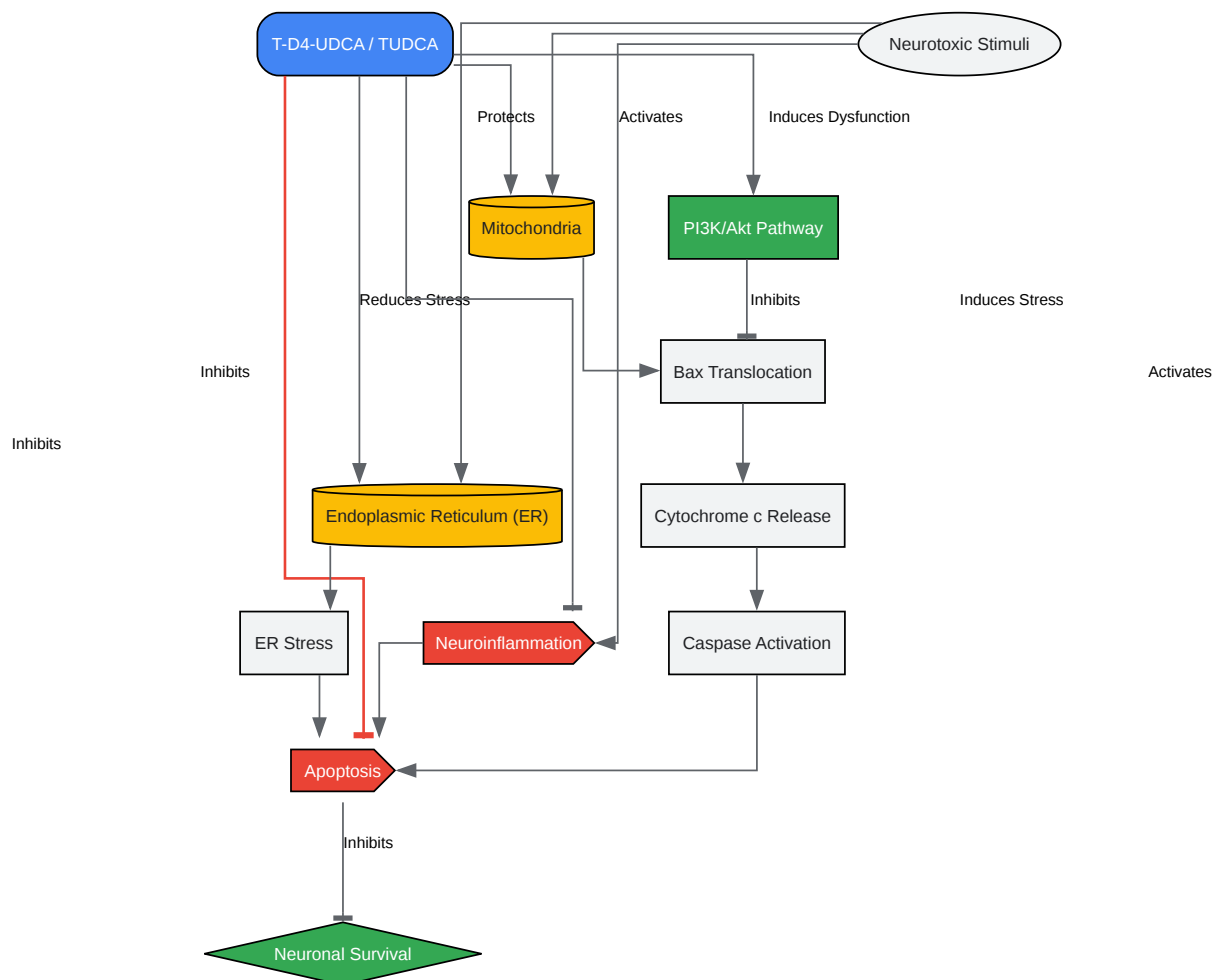 T-D4-UDCA / TUDCA
Neurotoxic Stimuli
Protects
Activates
Induces Dysfunction
Mitochondria
PI3K/Akt Pathway
Reduces Stress
Inhibits
Induces Stress
Inhibits
Bax Translocation
Activates
Inhibits
Endoplasmic Reticulum (ER)
Cytochrome c Release
ER Stress
Neuroinflammation
Caspase Activation
Apoptosis
Inhibits
Neuronal Survival